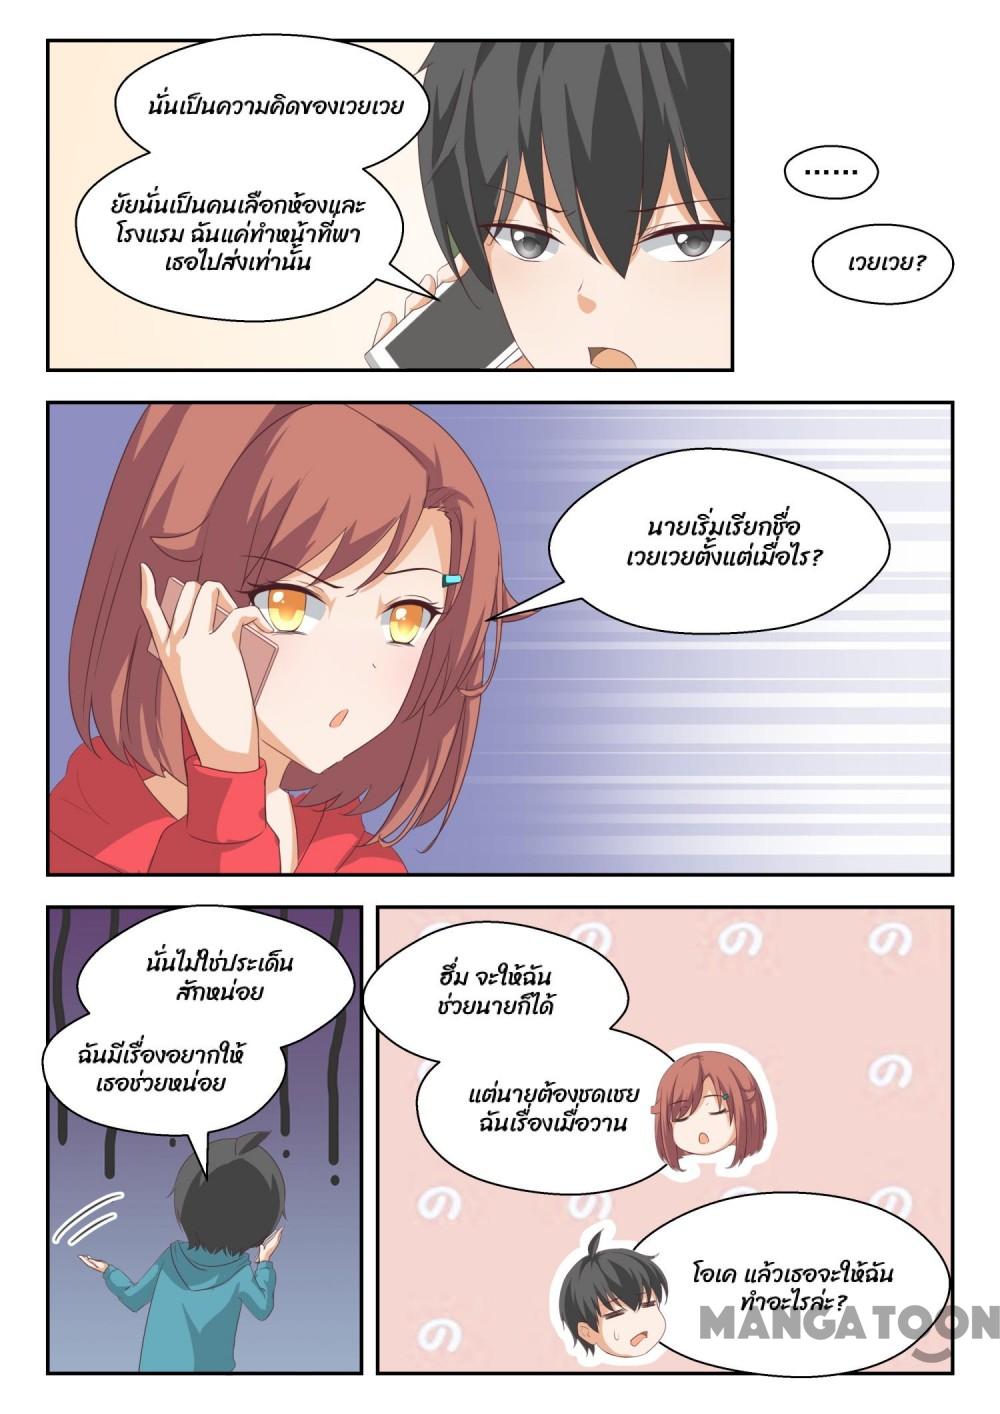 นั่นเป็นความคิดของเวยเวย
ยัยนั่นเป็นคนเลือกห้องและ
โรงแรม ฉันแค่ทำหน้าที่พา
เธอไปส่งเท่านั้น
……
เวยเวย?
นายเริ่มเรียกชื่อ
เวยเวยตั้งแต่เมื่อไร?
นั่นไม่ใช่ประเด็น
สักหน่อย
ฉันมีเรื่องอยากให้
เธอช่วยหน่อย
ฮึ่ม จะให้ฉัน
ช่วยนายก็ได้
แต่นายต้องชดเชย
ฉันเรื่องเมื่อวาน
โอเค แล้วเธอจะให้ฉัน
ทำอะไรล่ะ?
MANGATOON
の の の
の
の の の
の